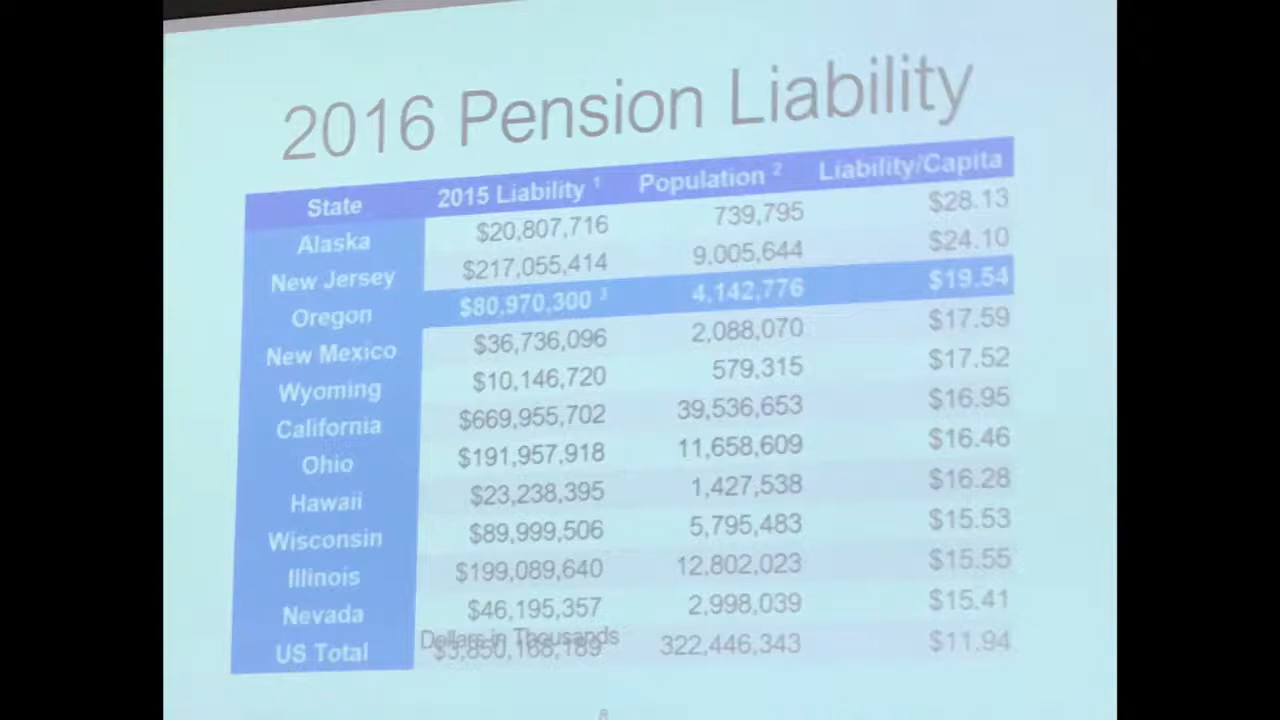 2016 Pension Liability
State 2015 Liability 1 Population 2 Liability/Capita
Alaska $20,807,716 739,795 $28.13
New Jersey $217,055,414 9,005,644 $24.10
Oregon $80,970,300 3 4,142,776 $19.54
New Mexico $36,736,096 2,088,070 $17.59
Wyoming $10,146,720 579,315 $17.52
California $669,955,702 39,536,653 $16.95
Ohio $191,957,918 11,658,609 $16.46
Hawaii $23,238,395 1,427,538 $16.28
Wisconsin $89,999,506 5,795,483 $15.53
Illinois $199,089,640 12,802,023 $15.55
Nevada $46,195,357 2,998,039 $15.41
US Total $3,850,168,189 322,446,343 $11.94
Dollars in Thousands
8